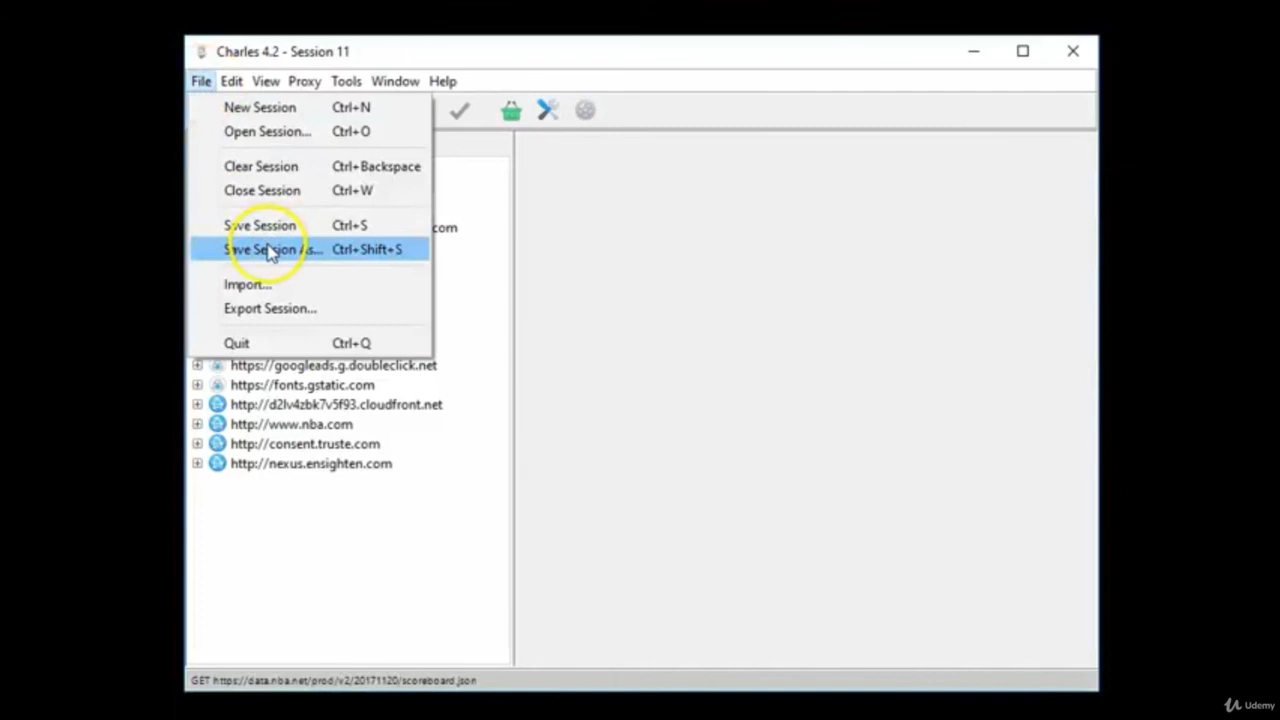 Charles 4.2 - Session 11
File Edit View Proxy Tools Window Help
New Session Ctrl+N
Open Session... Ctrl+O
Clear Session Ctrl+Backspace
Close Session Ctrl+W
Save Session Ctrl+S
com
Save Session As... Ctrl+Shift+S
Import...
Export Session...
Quit Ctrl+Q
https://googleads.g.doubleclick.net
https://fonts.gstatic.com
http://d2lv4zbk7v5f93.cloudfront.net
http://www.nba.com
http://consent.truste.com
http://nexus.ensighten.com
GET https://data.nba.net/prod/v2/20171120/scoreboard.json
Udemy